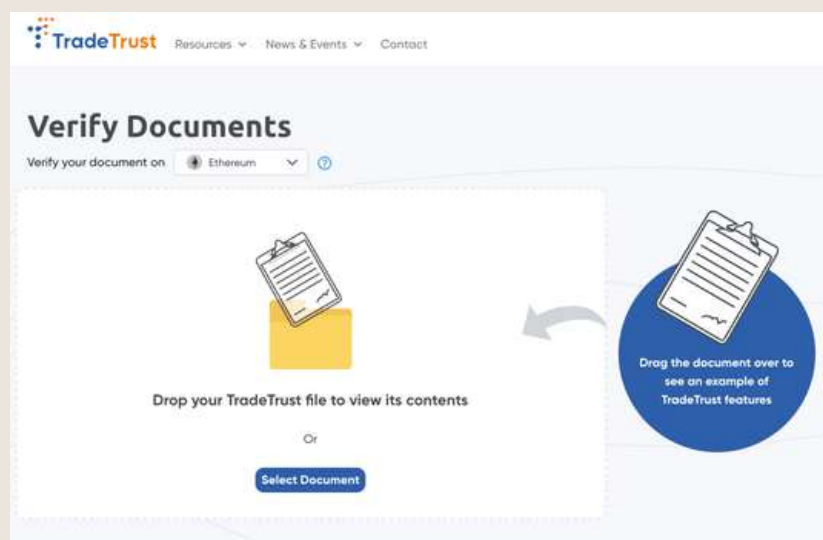 TradeTrust Resources News & Events Contact
Verify Documents
Verify your document on Ethereum ?
Drop your TradeTrust file to view its contents
Or
Select Document
Drag the document over to
see an example of
TradeTrust features